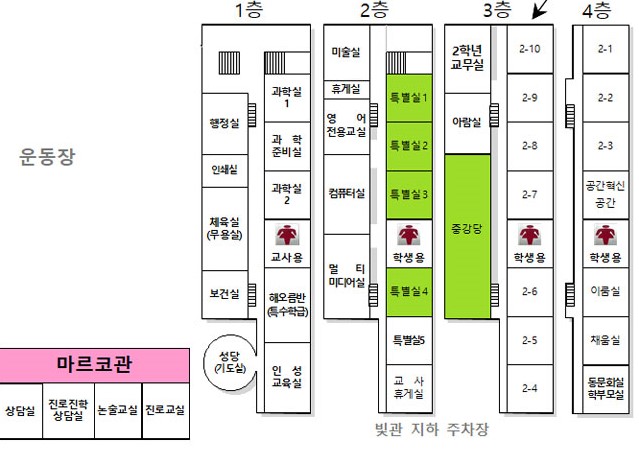 1층
2층
3층
4층
운동장
행정실
인쇄실
체육실
(무용실)
보건실
성당
(기도실)
과학실
1
과 학
준비실
과학실
2
교사용
해오름반
(특수학급)
인 성
교육실
미술실
휴게실
영 어
전용교실
컴퓨터실
멀 티
미디어실
특별실1
특별실2
특별실3
학생용
특별실4
특별실5
교 사
휴게실
2학년
교무실
아람실
중강당
2-10
2-9
2-8
2-7
학생용
2-6
2-5
2-4
2-1
2-2
2-3
공간혁신
공간
학생용
이룸실
채움실
동문회실
학부모실
마르코관
상담실
진로진학
상담실
논술교실
진로교실
빛관 지하 주차장